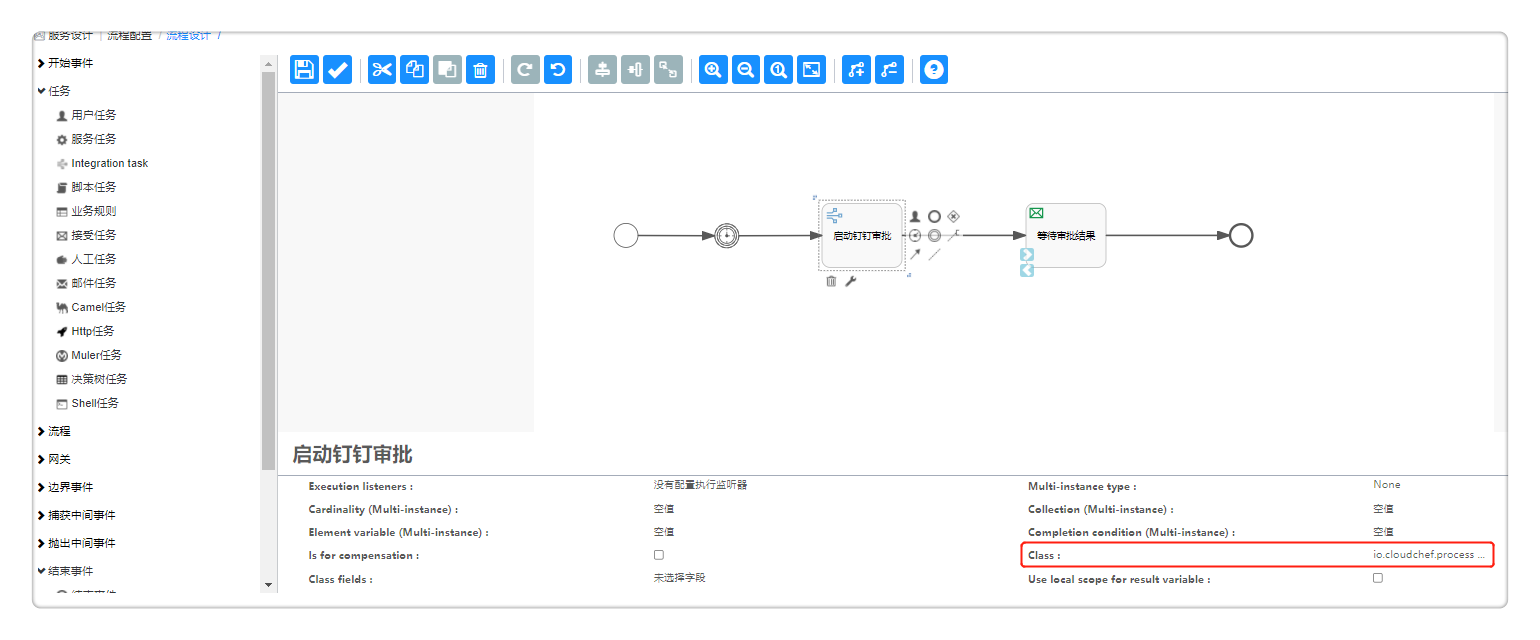 服务设计 | 流程配置 / 流程设计 /
开始事件
任务
用户任务
服务任务
Integration task
脚本任务
业务规则
接受任务
人工任务
邮件任务
Camel任务
Http任务
Muler任务
决策树任务
Shell任务
流程
网关
边界事件
捕获中间事件
抛出中间事件
结束事件
结束事件
启动钉钉审批
等待审批结果
启动钉钉审批
Execution listeners : 没有配置执行监听器 Multi-instance type : None
Cardinality (Multi-instance) : 空值 Collection (Multi-instance) : 空值
Element variable (Multi-instance) : 空值 Completion condition (Multi-instance) : 空值
Is for compensation : Class : io.cloudchef.process ...
Class fields : 未选择字段 Use local scope for result variable :